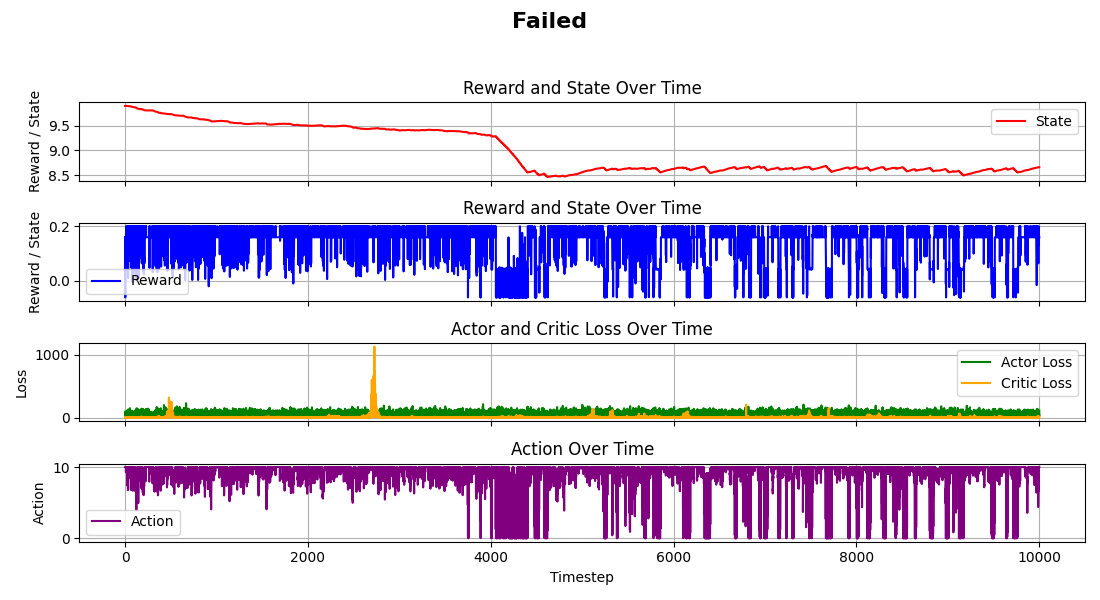 Failed
Reward and State Over Time
Reward / State
9.5
9.0
8.5
State
Reward and State Over Time
Reward / State
0.2
0.0
Reward
Actor and Critic Loss Over Time
Loss
1000
0
Actor Loss
Critic Loss
Action Over Time
Action
10
0
Action
0 2000 4000 6000 8000 10000
Timestep